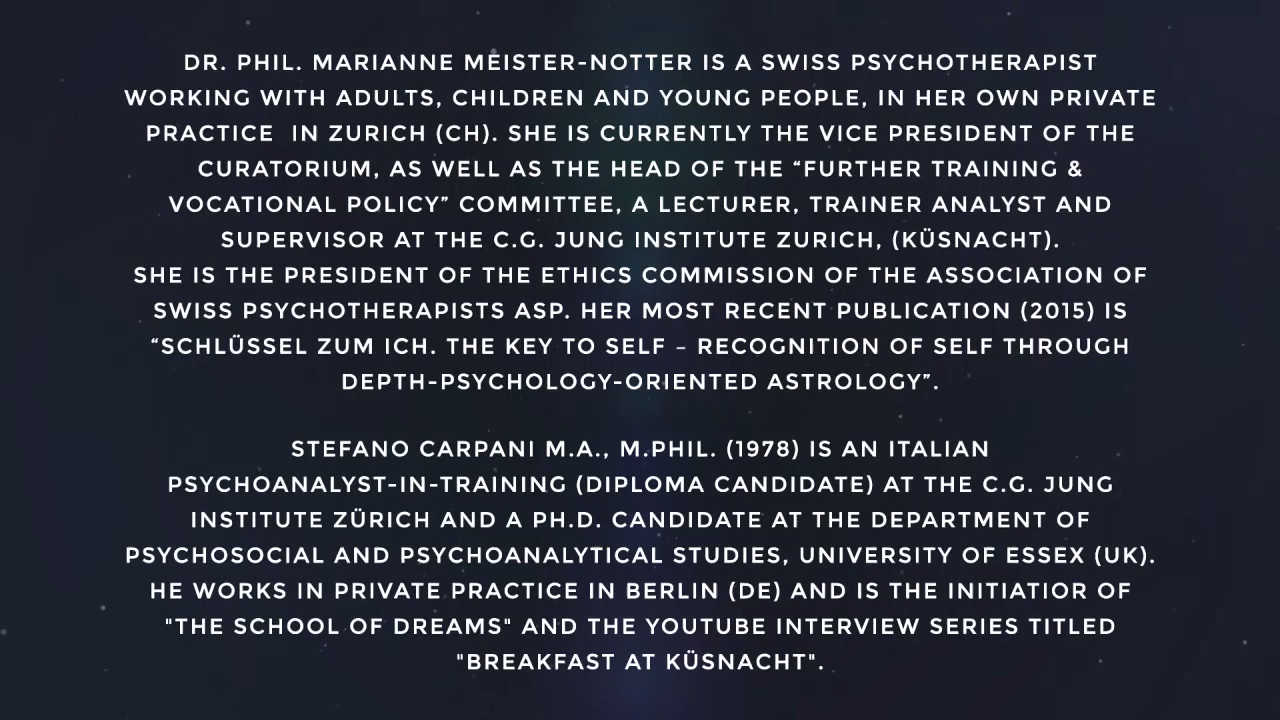 DR. PHIL. MARIANNE MEISTER-NOTTER IS A SWISS PSYCHOTHERAPIST
WORKING WITH ADULTS, CHILDREN AND YOUNG PEOPLE, IN HER OWN PRIVATE
PRACTICE  IN ZURICH (CH). SHE IS CURRENTLY THE VICE PRESIDENT OF THE
CURATORIUM, AS WELL AS THE HEAD OF THE “FURTHER TRAINING &
VOCATIONAL POLICY” COMMITTEE, A LECTURER, TRAINER ANALYST AND
SUPERVISOR AT THE C.G. JUNG INSTITUTE ZURICH, (KÜSNACHT).
SHE IS THE PRESIDENT OF THE ETHICS COMMISSION OF THE ASSOCIATION OF
SWISS PSYCHOTHERAPISTS ASP. HER MOST RECENT PUBLICATION (2015) IS
“SCHLÜSSEL ZUM ICH. THE KEY TO SELF – RECOGNITION OF SELF THROUGH
DEPTH-PSYCHOLOGY-ORIENTED ASTROLOGY”.
STEFANO CARPANI M.A., M.PHIL. (1978) IS AN ITALIAN
PSYCHOANALYST-IN-TRAINING (DIPLOMA CANDIDATE) AT THE C.G. JUNG
INSTITUTE ZÜRICH AND A PH.D. CANDIDATE AT THE DEPARTMENT OF
PSYCHOSOCIAL AND PSYCHOANALYTICAL STUDIES, UNIVERSITY OF ESSEX (UK).
HE WORKS IN PRIVATE PRACTICE IN BERLIN (DE) AND IS THE INITIATIOR OF
"THE SCHOOL OF DREAMS" AND THE YOUTUBE INTERVIEW SERIES TITLED
"BREAKFAST AT KÜSNACHT".